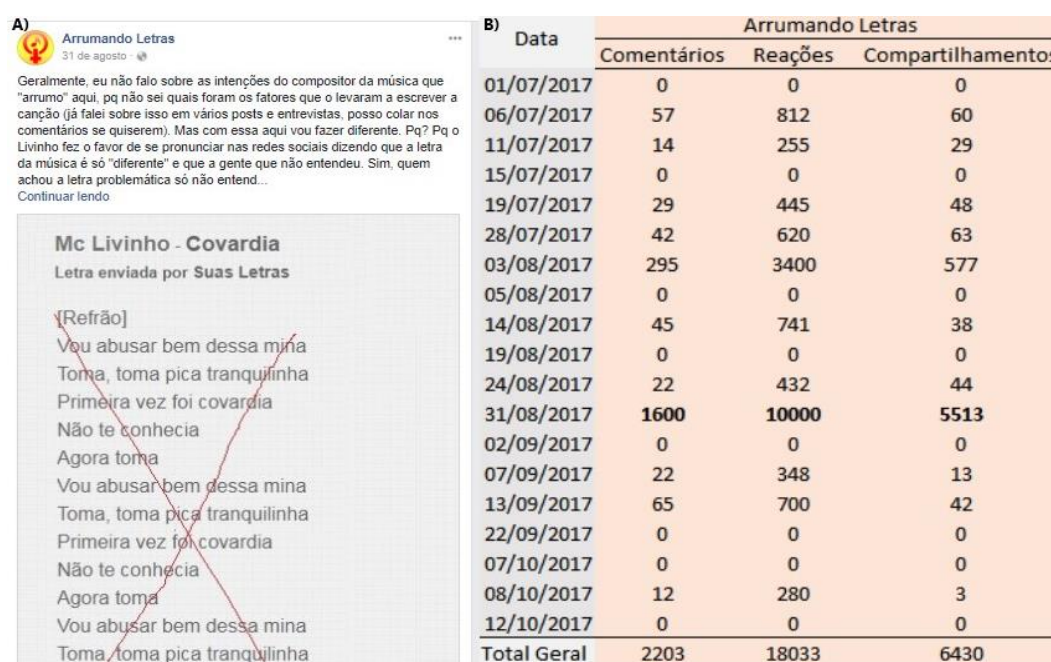 A)
Arrumando Letras
31 de agosto
Geralmente, eu não falo sobre as intenções do compositor da música que
"arrumo" aqui, pq não sei quais foram os fatores que o levaram a escrever a
canção (já falei sobre isso em vários posts e entrevistas, posso colar nos
comentários se quiserem). Mas com essa aqui vou fazer diferente. Pq? Pq o
Livinho fez o favor de se pronunciar nas redes sociais dizendo que a letra
da música é só "diferente" e que a gente que não entendeu. Sim, quem
achou a letra problemática só não entend...
Continuar lendo
Mc Livinho - Covardia
Letra enviada por Suas Letras
[Refrão]
Vou abusar bem dessa mina
Toma, toma pica tranquilinha
Primeira vez foi covardia
Não te conhecia
Agora toma
Vou abusar bem dessa mina
Toma, toma pica tranquilinha
Primeira vez foi covardia
Não te conhecia
Agora toma
Vou abusar bem dessa mina
Toma, toma pica tranquilinha
B)
Data Arrumando Letras
Comentários Reações Compartilhamentos
01/07/2017 0 0 0
06/07/2017 57 812 60
11/07/2017 14 255 29
15/07/2017 0 0 0
19/07/2017 29 445 48
28/07/2017 42 620 63
03/08/2017 295 3400 577
05/08/2017 0 0 0
14/08/2017 45 741 38
19/08/2017 0 0 0
24/08/2017 22 432 44
31/08/2017 1600 10000 5513
02/09/2017 0 0 0
07/09/2017 22 348 13
13/09/2017 65 700 42
22/09/2017 0 0 0
07/10/2017 0 0 0
08/10/2017 12 280 3
12/10/2017 0 0 0
Total Geral 2203 18033 6430